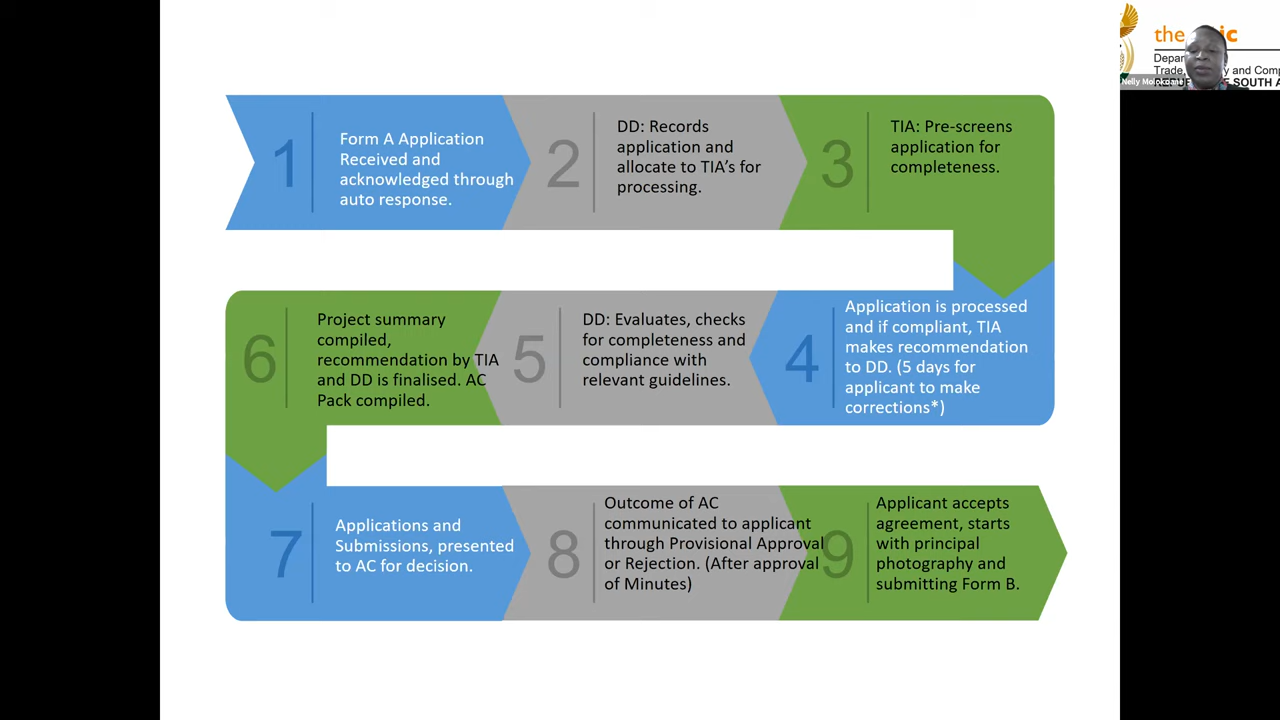 1
Form A Application
Received and
acknowledged through
auto response.
2
DD: Records
application and
allocate to TIA's for
processing.
3
TIA: Pre-screens
application for
completeness.
4
Application is processed
and if compliant, TIA
makes recommendation
to DD. (5 days for
applicant to make
corrections*)
5
DD: Evaluates, checks
for completeness and
compliance with
relevant guidelines.
6
Project summary
compiled,
recommendation by TIA
and DD is finalised. AC
Pack compiled.
7
Applications and
Submissions, presented
to AC for decision.
8
Outcome of AC
communicated to applicant
through Provisional Approval
or Rejection. (After approval
of Minutes)
9
Applicant accepts
agreement, starts
with principal
photography and
submitting Form B.
the
Trade, and
SOUTH
Nelly